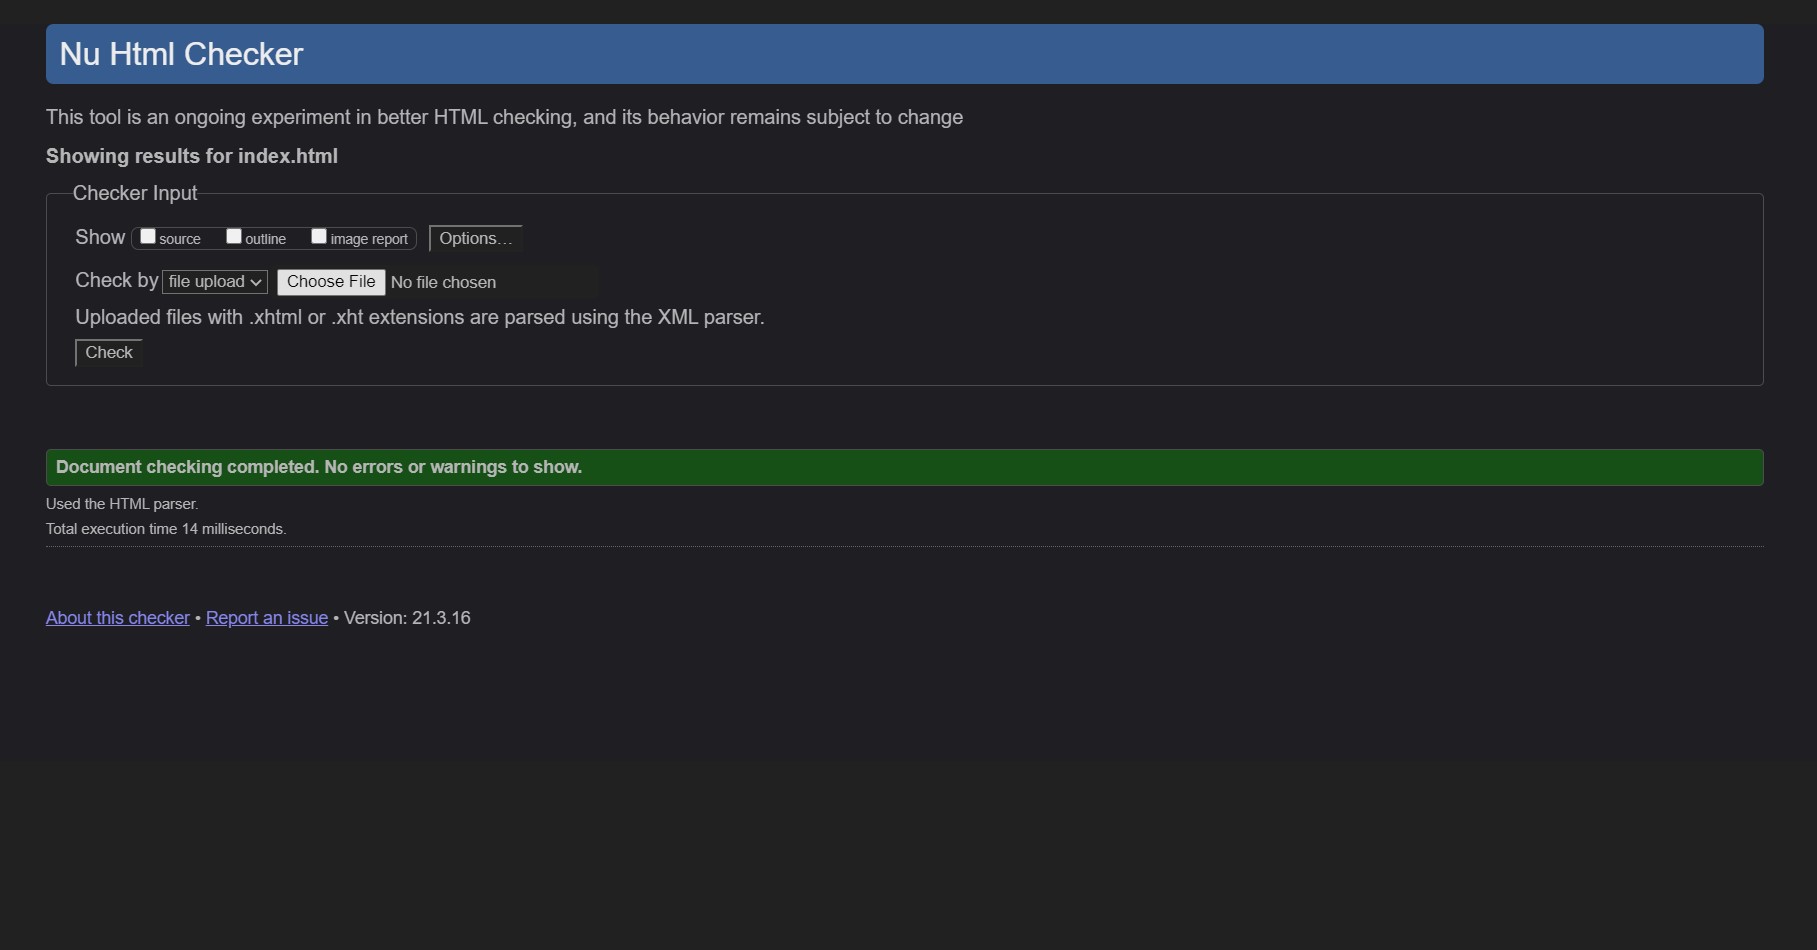 Nu Html Checker
This tool is an ongoing experiment in better HTML checking, and its behavior remains subject to change
Showing results for index.html
Checker Input
Show source outline image report Options...
Check by file upload Choose File No file chosen
Uploaded files with .xhtml or .xht extensions are parsed using the XML parser.
Check
Document checking completed. No errors or warnings to show.
Used the HTML parser.
Total execution time 14 milliseconds.
About this checker • Report an issue • Version: 21.3.16